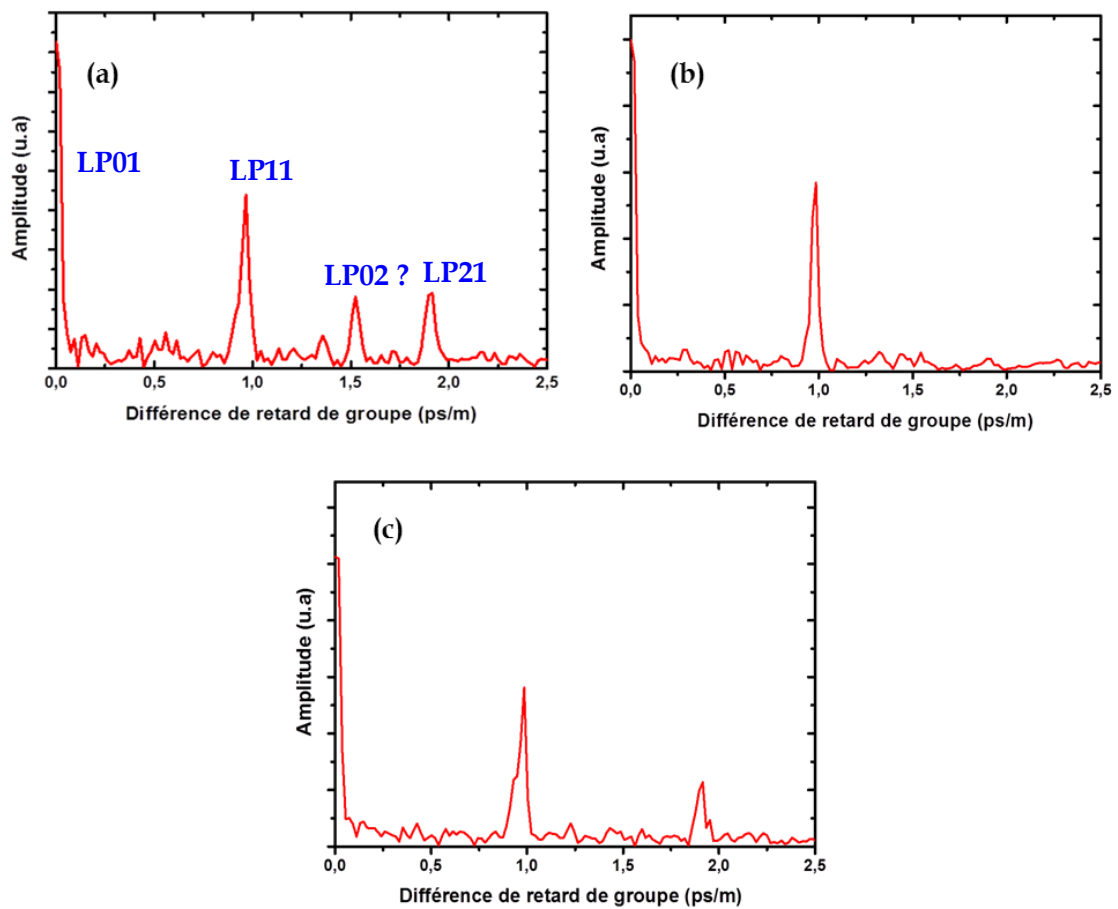 (a)
LP01
LP11
LP02 ?
LP21
Amplitude (u.a)
0,0 0,5 1,0 1,5 2,0 2,5
Différence de retard de groupe (ps/m)
(b)
Amplitude (u.a)
0,0 0,5 1,0 1,5 2,0 2,5
Différence de retard de groupe (ps/m)
(c)
Amplitude (u.a)
0,0 0,5 1,0 1,5 2,0 2,5
Différence de retard de groupe (ps/m)